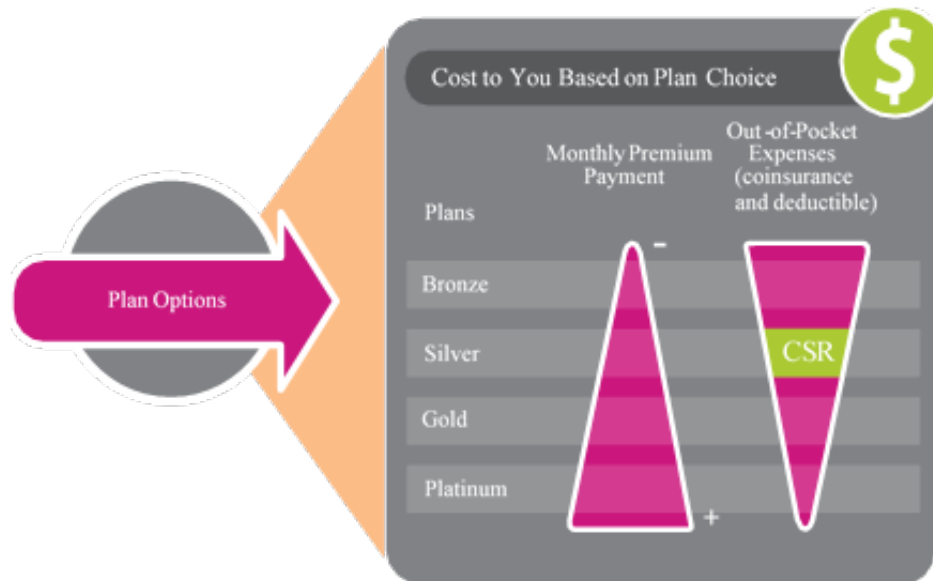 $
Cost to You Based on Plan Choice
Monthly Premium
Payment
Out-of-Pocket
Expenses
(coinsurance
and deductible)
Plans
-
Bronze
Plan Options
Silver
CSR
Gold
Platinum
+